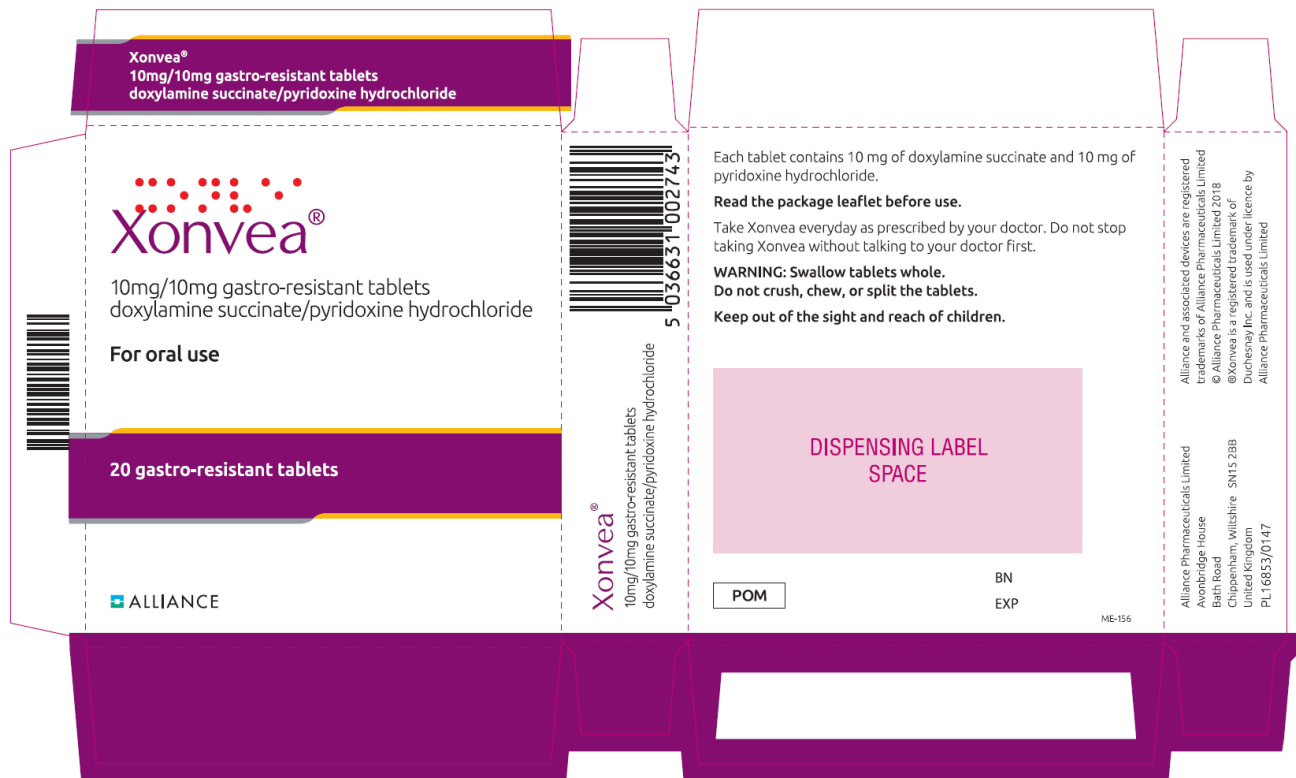 Xonvea®
10mg/10mg gastro-resistant tablets
doxylamine succinate/pyridoxine hydrochloride
Xonvea®
10mg/10mg gastro-resistant tablets
doxylamine succinate/pyridoxine hydrochloride
For oral use
20 gastro-resistant tablets
ALLIANCE
5 036631 002743
Xonvea®
10mg/10mg gastro-resistant tablets
doxylamine succinate/pyridoxine hydrochloride
Each tablet contains 10 mg of doxylamine succinate and 10 mg of
pyridoxine hydrochloride.
Read the package leaflet before use.
Take Xonvea everyday as prescribed by your doctor. Do not stop
taking Xonvea without talking to your doctor first.
WARNING: Swallow tablets whole.
Do not crush, chew, or split the tablets.
Keep out of the sight and reach of children.
DISPENSING LABEL
SPACE
POM
BN
EXP
ME-156
Alliance and associated devices are registered
trademarks of Alliance Pharmaceuticals Limited
© Alliance Pharmaceuticals Limited 2018
®Xonvea is a registered trademark of
Duchesnay Inc. and is used under licence by
Alliance Pharmaceuticals Limited
Alliance Pharmaceuticals Limited
Avonbridge House
Bath Road
Chippenham, Wiltshire SN15 2BB
United Kingdom
PL16853/0147